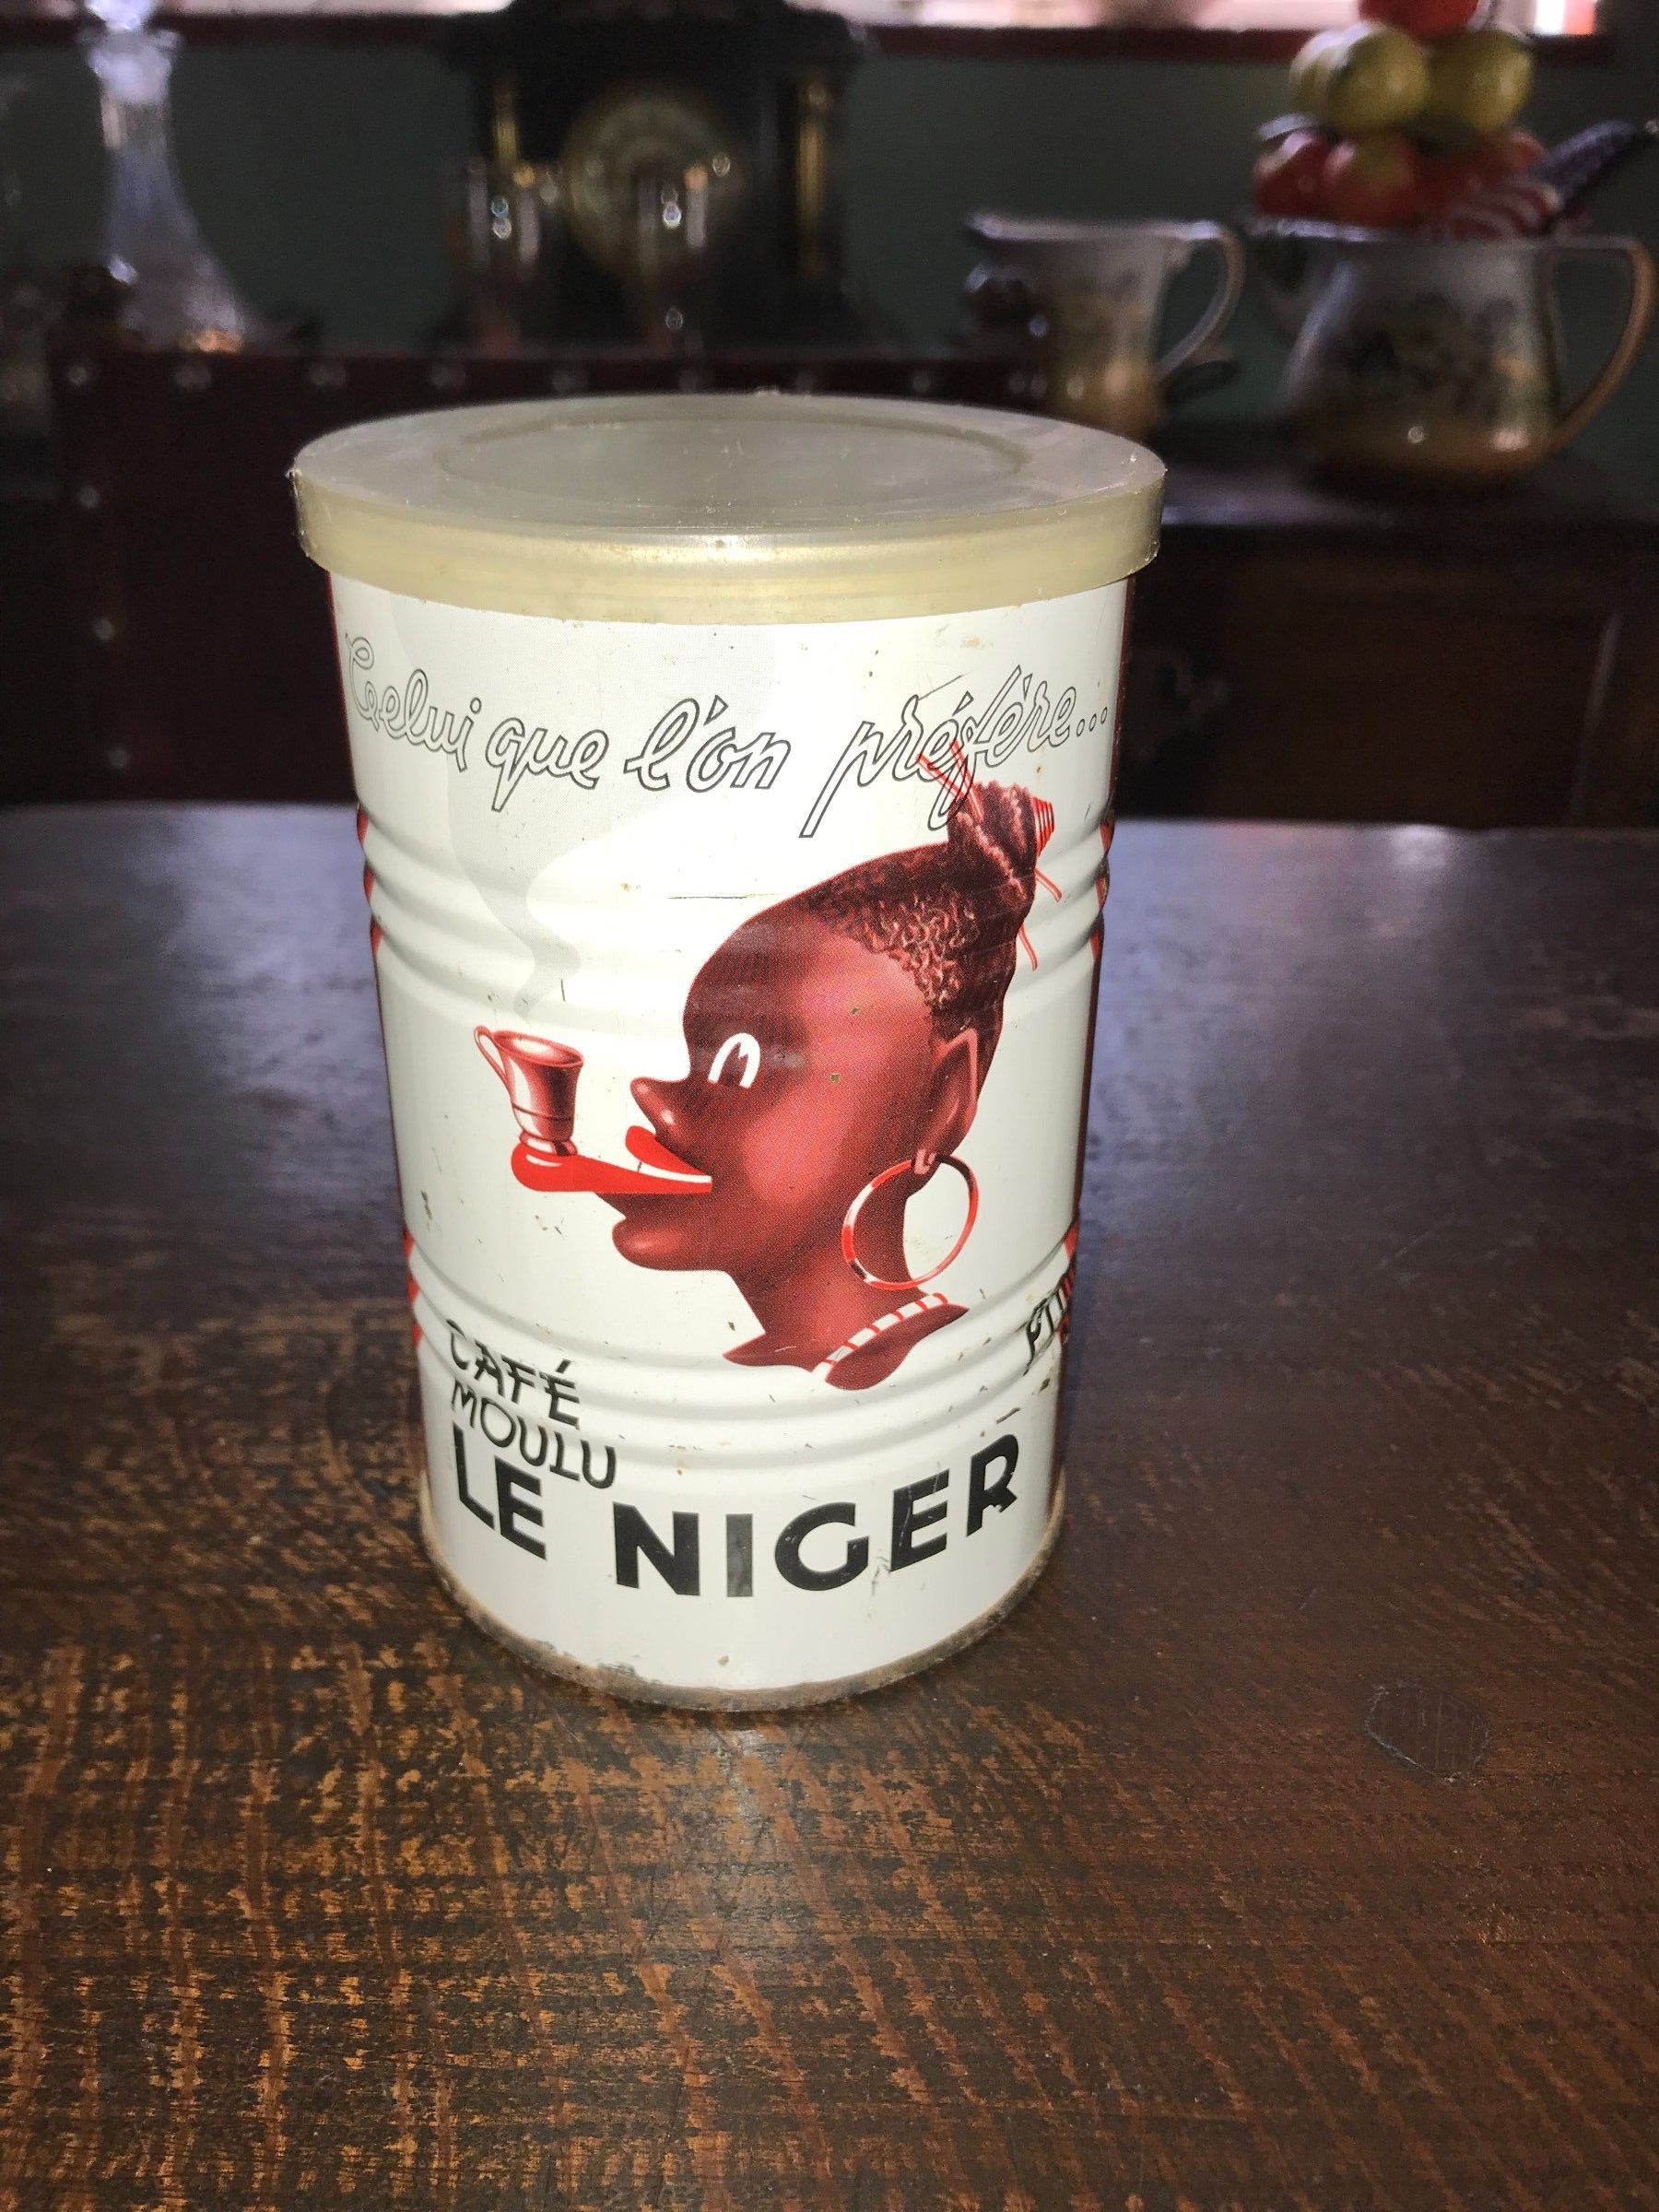 Celui que l'on préfère...
CAFÉ
MOULU
LE NIGER